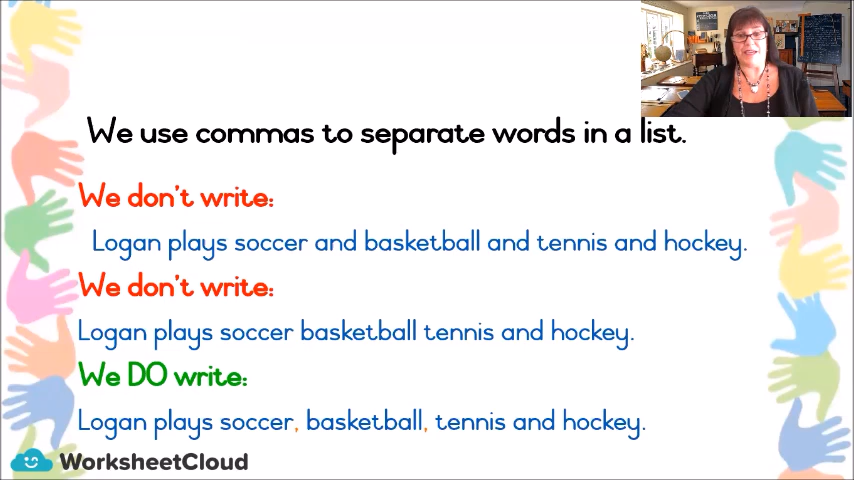 We use commas to separate words in a list.
We don't write:
Logan plays soccer and basketball and tennis and hockey.
We don't write:
Logan plays soccer basketball tennis and hockey.
We DO write:
Logan plays soccer, basketball, tennis and hockey.
WorksheetCloud